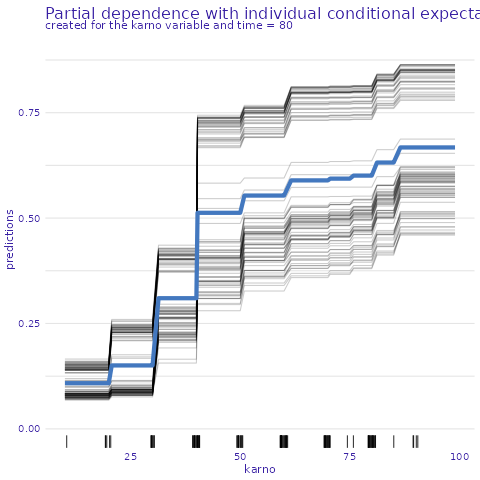 Partial dependence with individual conditional
created for the karno variable and time = 80
predictions
0.75
0.50
0.25
0.00
25 50 75 100
karno